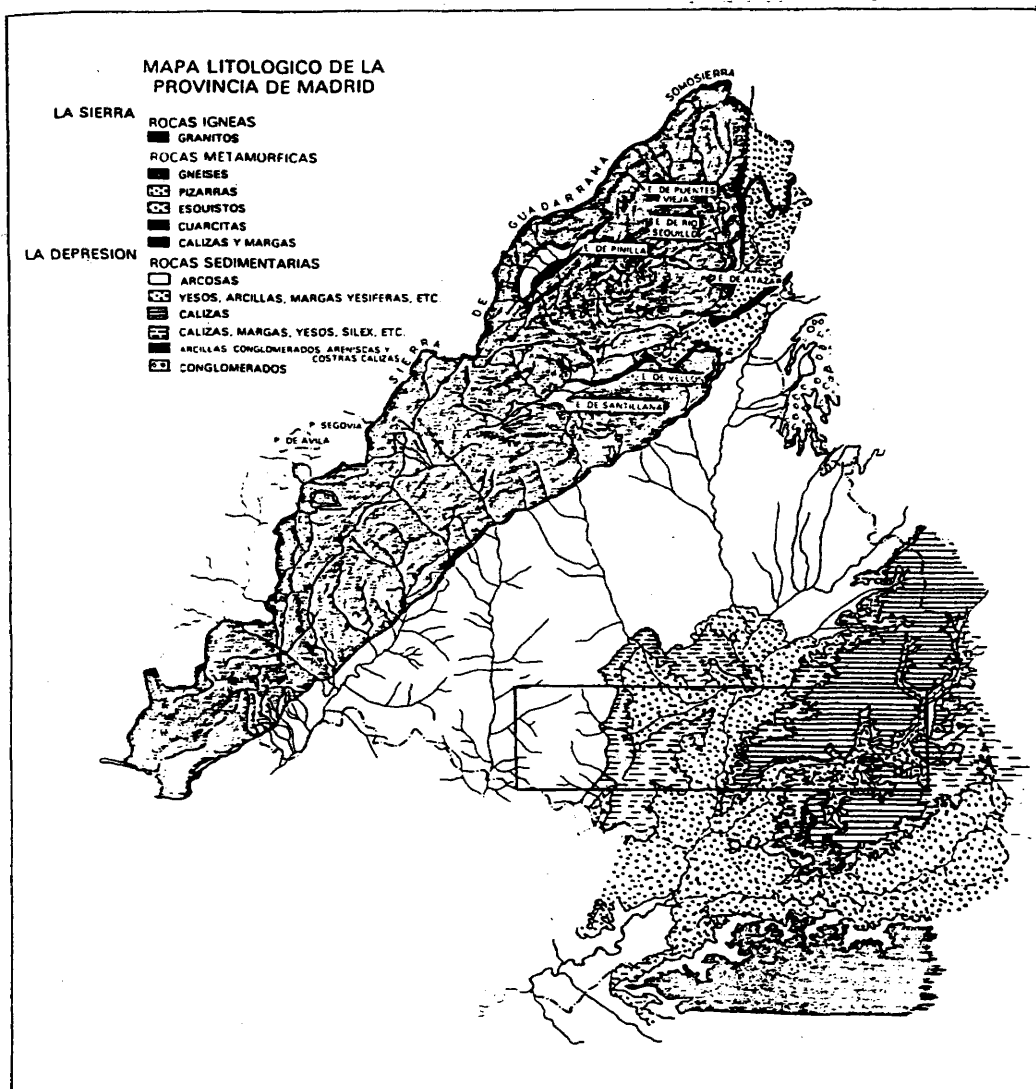 MAPA LITOLOGICO DE LA
PROVINCIA DE MADRID
LA SIERRA
ROCAS IGNEAS
GRANITOS
ROCAS METAMORFICAS
GNEISES
PIZARRAS
ESQUISTOS
CUARCITAS
CALIZAS Y MARGAS
LA DEPRESION
ROCAS SEDIMENTARIAS
ARCOSAS
YESOS, ARCILLAS, MARGAS YESIFERAS, ETC.
CALIZAS
CALIZAS, MARGAS, YESOS, SILEX, ETC.
ARCILLAS CONGLOMERADOS ARENISCAS Y
COSTRAS CALIZAS
CONGLOMERADOS
SOMOSIERRA
SIERRA DE GUADARRAMA
E. DE PUENTES
VIEJAS
E. DE RIO
SEQUILLO
E. DE PINILLA
E. DE ATAZAR
E. DE VELLON
E. DE SANTILLANA
P. SEGOVIA
P. DE AVILA